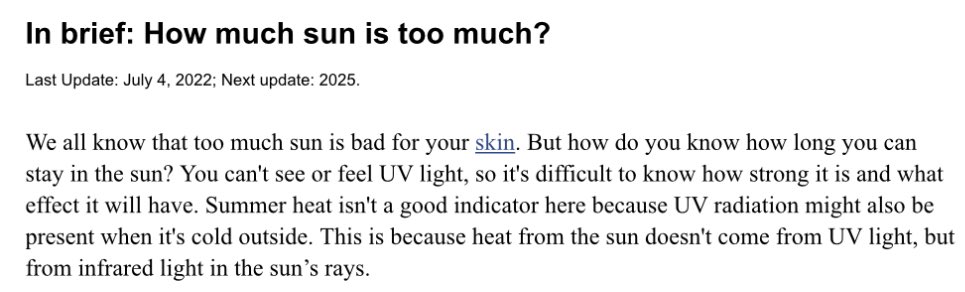 In brief: How much sun is too much?
Last Update: July 4, 2022; Next update: 2025.
We all know that too much sun is bad for your skin. But how do you know how long you can
stay in the sun? You can't see or feel UV light, so it's difficult to know how strong it is and what
effect it will have. Summer heat isn't a good indicator here because UV radiation might also be
present when it's cold outside. This is because heat from the sun doesn't come from UV light, but
from infrared light in the sun’s rays.